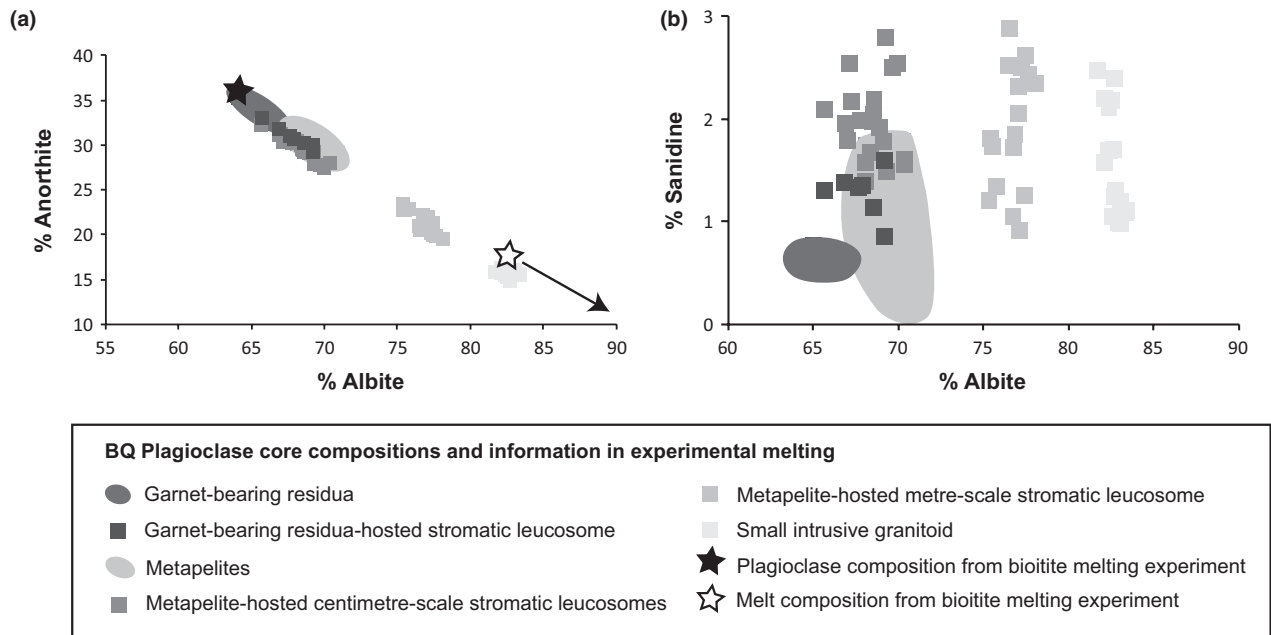 (a)
40
35
30
25
20
15
10
% Anorthite
55 60 65 70 75 80 85 90
% Albite
(b)
3
2
1
0
% Sanidine
60 65 70 75 80 85 90
% Albite
BQ Plagioclase core compositions and information in experimental melting
Garnet-bearing residua
Garnet-bearing residua-hosted stromatic leucosome
Metapelites
Metapelite-hosted centimetre-scale stromatic leucosomes
Metapelite-hosted metre-scale stromatic leucosome
Small intrusive granitoid
Plagioclase composition from bioitite melting experiment
Melt composition from bioitite melting experiment